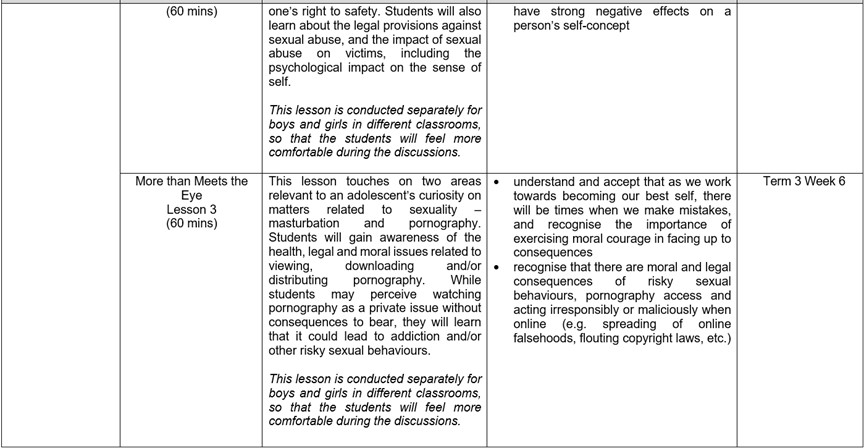 (60 mins)
one's right to safety. Students will also
learn about the legal provisions against
sexual abuse, and the impact of sexual
abuse on victims, including the
psychological impact on the sense of
self.
This lesson is conducted separately for
boys and girls in different classrooms,
so that the students will feel more
comfortable during the discussions.
have strong negative effects on a
person's self-concept
More than Meets the
Eye
Lesson 3
(60 mins)
This lesson touches on two areas
relevant to an adolescent's curiosity on
matters related to sexuality –
masturbation and pornography.
Students will gain awareness of the
health, legal and moral issues related to
viewing, downloading and/or
distributing pornography. While
students may perceive watching
pornography as a private issue without
consequences to bear, they will learn
that it could lead to addiction and/or
other risky sexual behaviours.
This lesson is conducted separately for
boys and girls in different classrooms,
so that the students will feel more
comfortable during the discussions.
• understand and accept that as we work
towards becoming our best self, there
will be times when we make mistakes,
and recognise the importance of
exercising moral courage in facing up to
consequences
• recognise that there are moral and legal
consequences of risky sexual
behaviours, pornography access and
acting irresponsibly or maliciously when
online (e.g. spreading of online
falsehoods, flouting copyright laws, etc.)
Term 3 Week 6